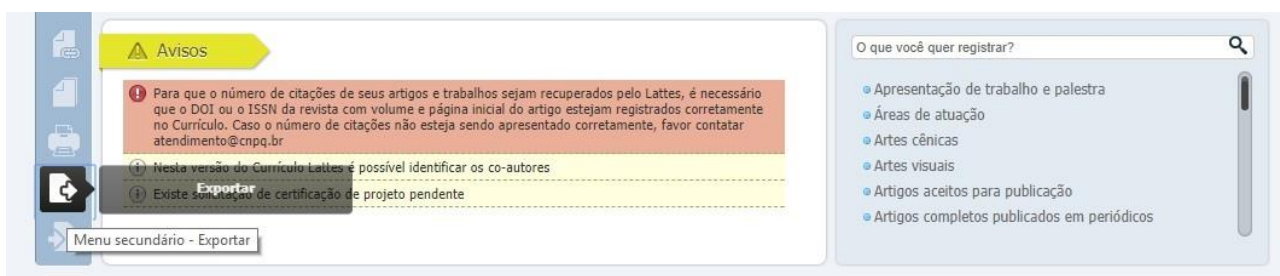 Avisos
Para que o número de citações de seus artigos e trabalhos sejam recuperados pelo Lattes, é necessário
que o DOI ou o ISSN da revista com volume e página inicial do artigo estejam registrados corretamente
no Currículo. Caso o número de citações não esteja sendo apresentado corretamente, favor contatar
atendimento@cnpq.br
Nesta versão do Currículo Lattes é possível identificar os co-autores
Existe solicitação de certificação de projeto pendente
Exportar
Menu secundário - Exportar
O que você quer registrar?
Apresentação de trabalho e palestra
Áreas de atuação
Artes cênicas
Artes visuais
Artigos aceitos para publicação
Artigos completos publicados em periódicos